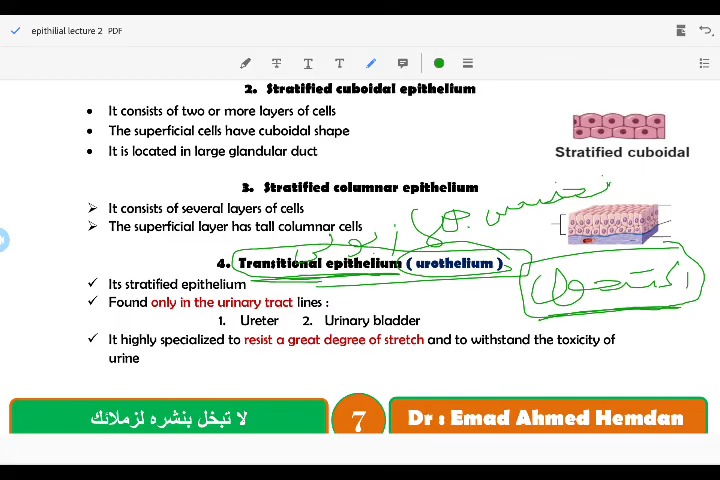 epithilial lecture 2 PDF
2. Stratified cuboidal epithelium
• It consists of two or more layers of cells
• The superficial cells have cuboidal shape
• It is located in large glandular duct
Stratified cuboidal
3. Stratified columnar epithelium
➢ It consists of several layers of cells
➢ The superficial layer has tall columnar cells
4. Transitional epithelium ( urothelium )
✓ Its stratified epithelium
✓ Found only in the urinary tract lines :
1. Ureter 2. Urinary bladder
✓ It highly specialized to resist a great degree of stretch and to withstand the toxicity of
urine
لا تبخل بنشره لزملائك
7
Dr : Emad Ahmed Hemdan